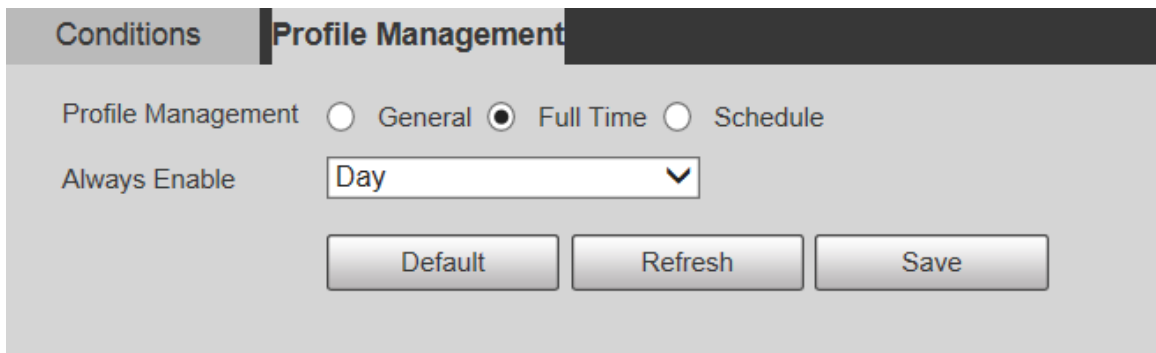 Conditions Profile Management
Profile Management General Full Time Schedule
Always Enable Day
Default Refresh Save